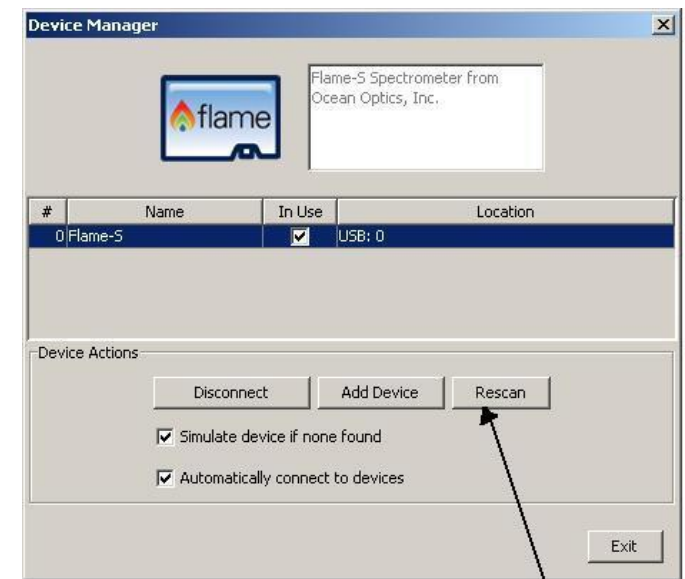 Device Manager
flame
Flame-S Spectrometer from
Ocean Optics, Inc.
# Name In Use Location
0 Flame-S USB: 0
Device Actions
Disconnect Add Device Rescan
Simulate device if none found
Automatically connect to devices
Exit